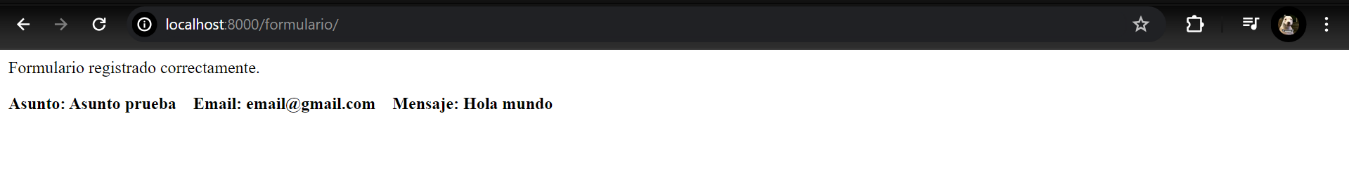 localhost:8000/formulario/
Formulario registrado correctamente.
Asunto: Asunto prueba Email: email@gmail.com Mensaje: Hola mundo